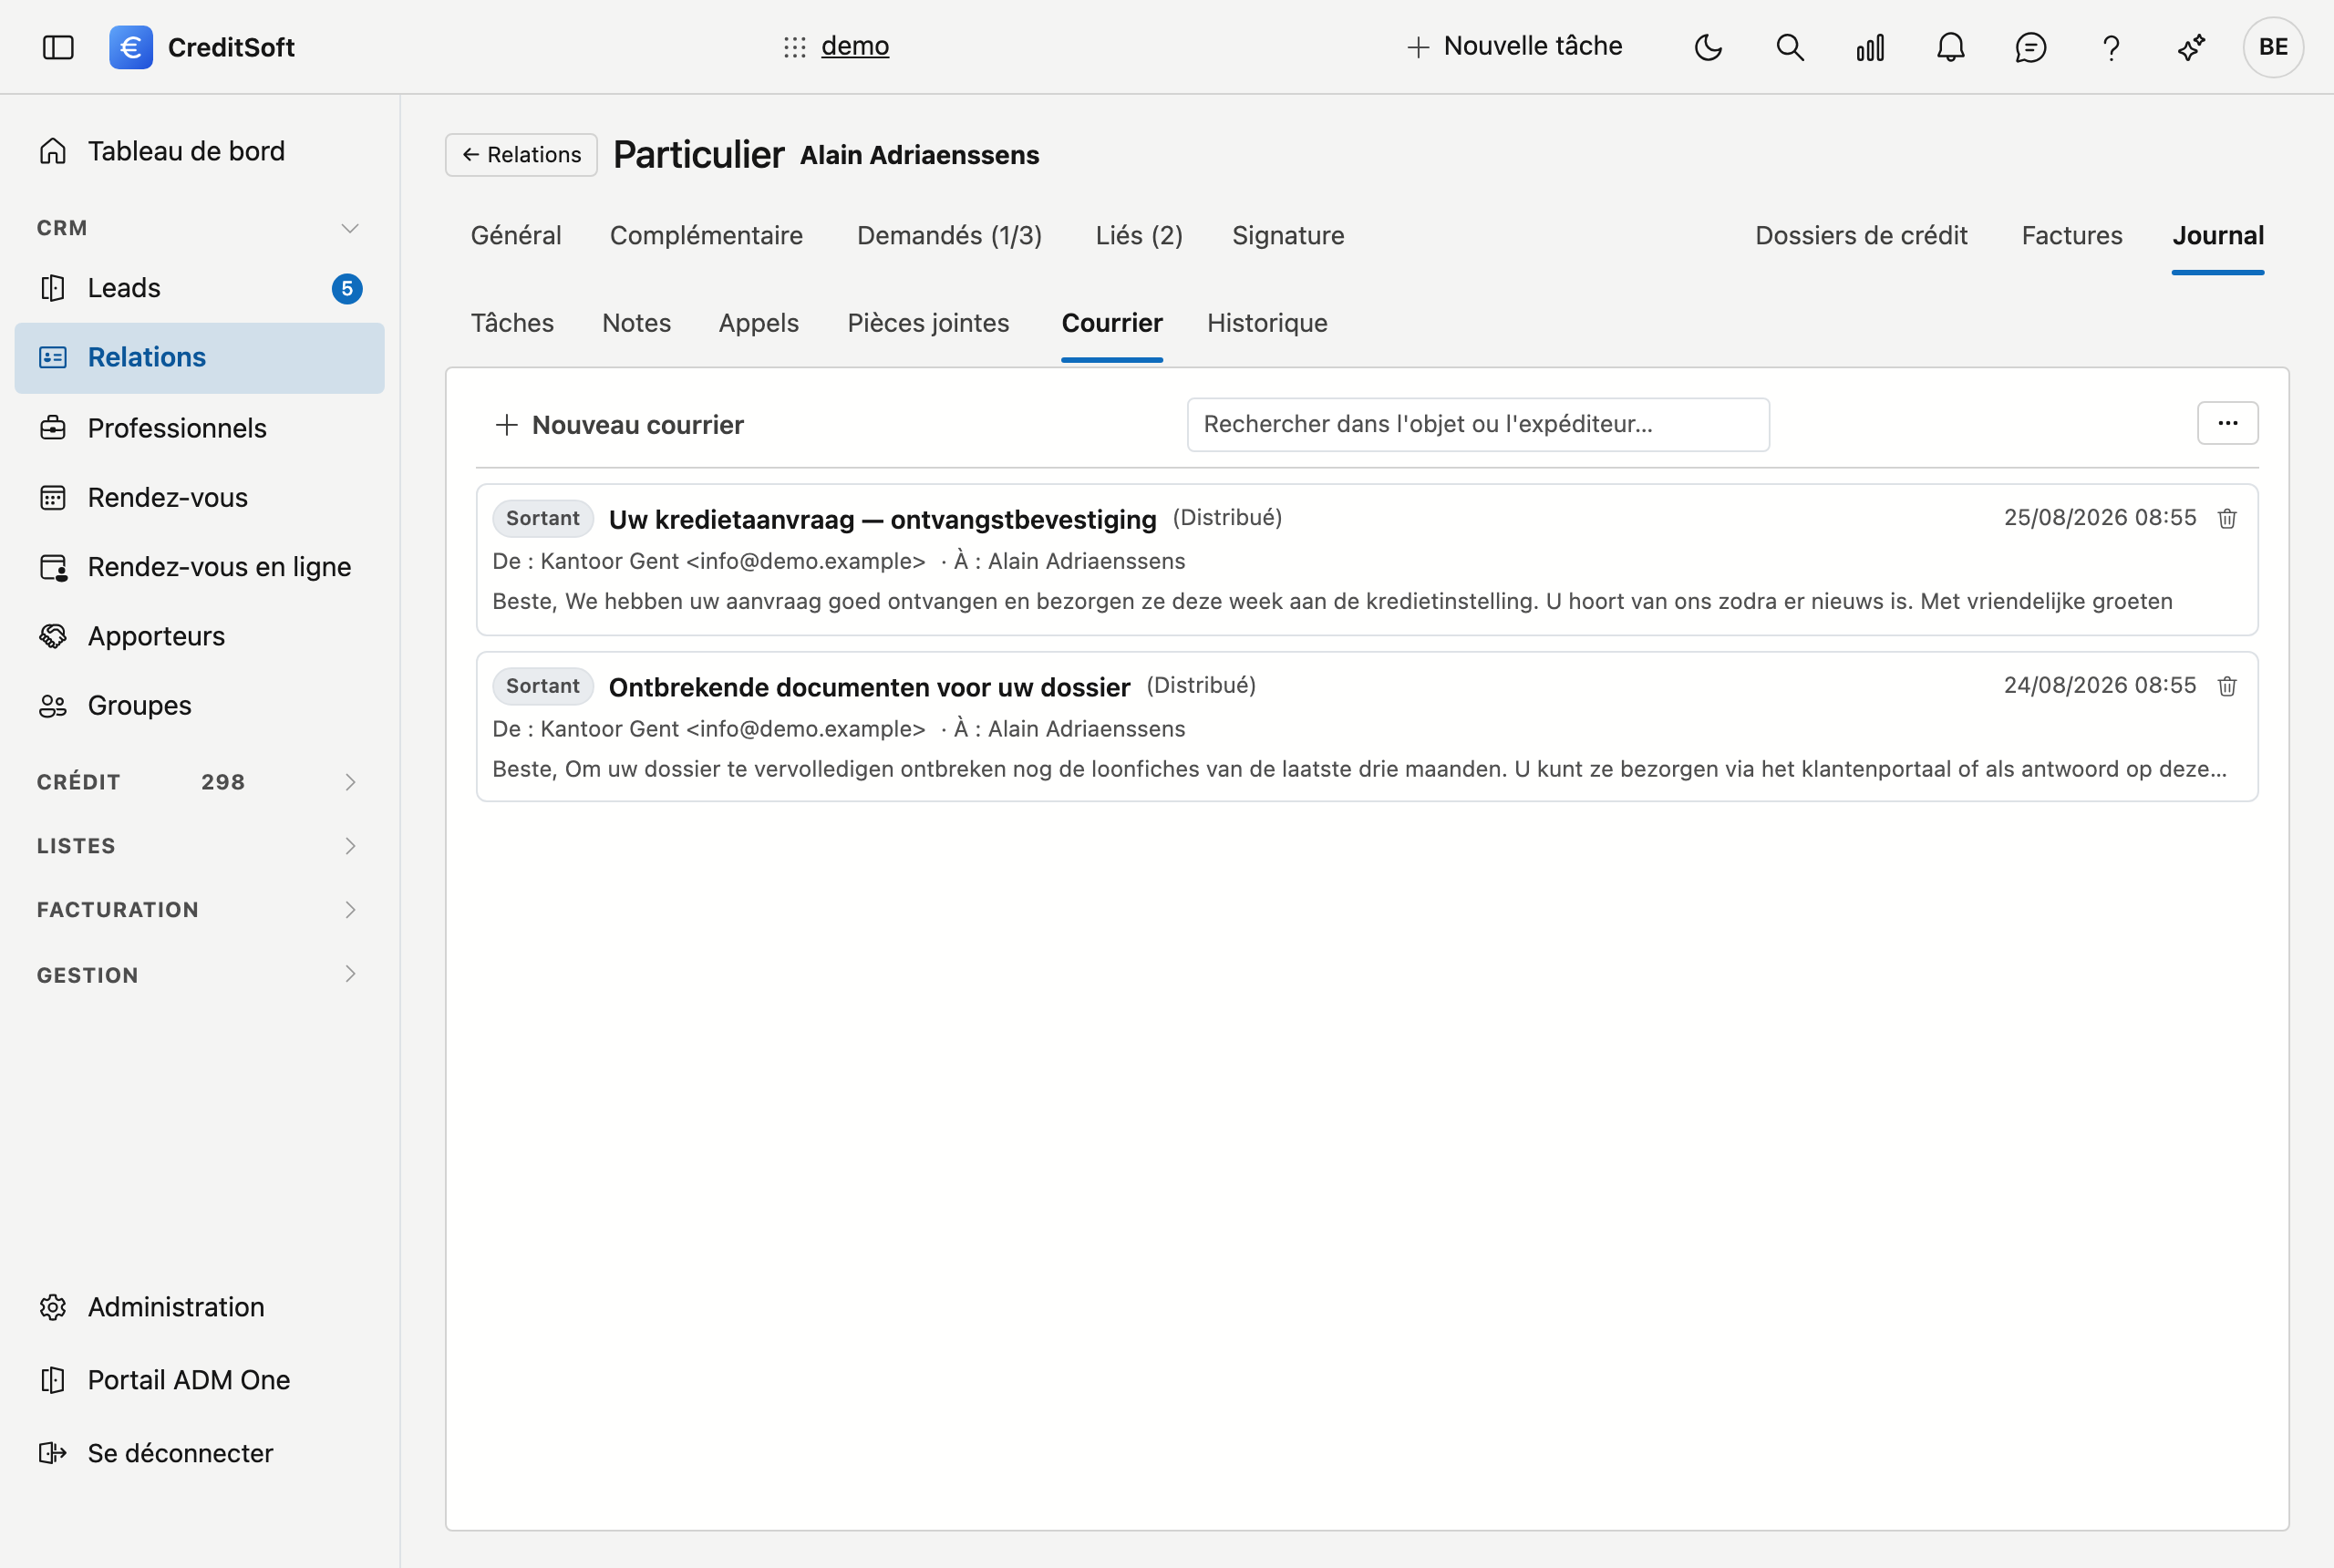 CreditSoft
demo
Nouvelle tâche
BE
Tableau de bord
CRM
Leads 5
Relations
Professionnels
Rendez-vous
Rendez-vous en ligne
Apporteurs
Groupes
CRÉDIT 298
LISTES
FACTURATION
GESTION
Administration
Portail ADM One
Se déconnecter
← Relations Particulier Alain Adriaenssens
Général Complémentaire Demandés (1/3) Liés (2) Signature Dossiers de crédit Factures Journal
Tâches Notes Appels Pièces jointes Courrier Historique
Nouveau courrier Rechercher dans l'objet ou l'expéditeur... ...
Sortant Uw kredietaanvraag — ontvangstbevestiging (Distribué) 25/08/2026 08:55
De : Kantoor Gent <info@demo.example> · À : Alain Adriaenssens
Beste, We hebben uw aanvraag goed ontvangen en bezorgen ze deze week aan de kredietinstelling. U hoort van ons zodra er nieuws is. Met vriendelijke groeten
Sortant Ontbrekende documenten voor uw dossier (Distribué) 24/08/2026 08:55
De : Kantoor Gent <info@demo.example> · À : Alain Adriaenssens
Beste, Om uw dossier te vervolledigen ontbreken nog de loonfiches van de laatste drie maanden. U kunt ze bezorgen via het klantenportaal of als antwoord op deze...